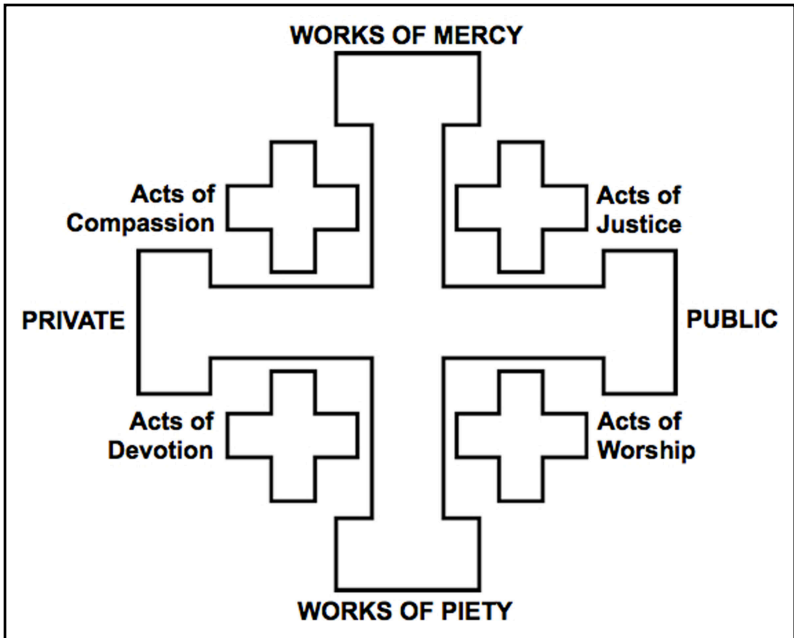 WORKS OF MERCY
Acts of
Compassion
Acts of
Justice
PRIVATE
PUBLIC
Acts of
Devotion
Acts of
Worship
WORKS OF PIETY